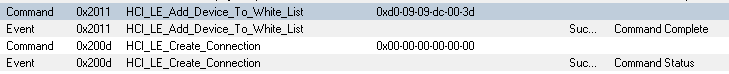 Command 0x2011 HCI_LE_Add_Device_To_White_List 0xd0-09-09-dc-00-3d
Event 0x2011 HCI_LE_Add_Device_To_White_List Suc... Command Complete
Command 0x200d HCI_LE_Create_Connection 0x00-00-00-00-00-00
Event 0x200d HCI_LE_Create_Connection Suc... Command Status